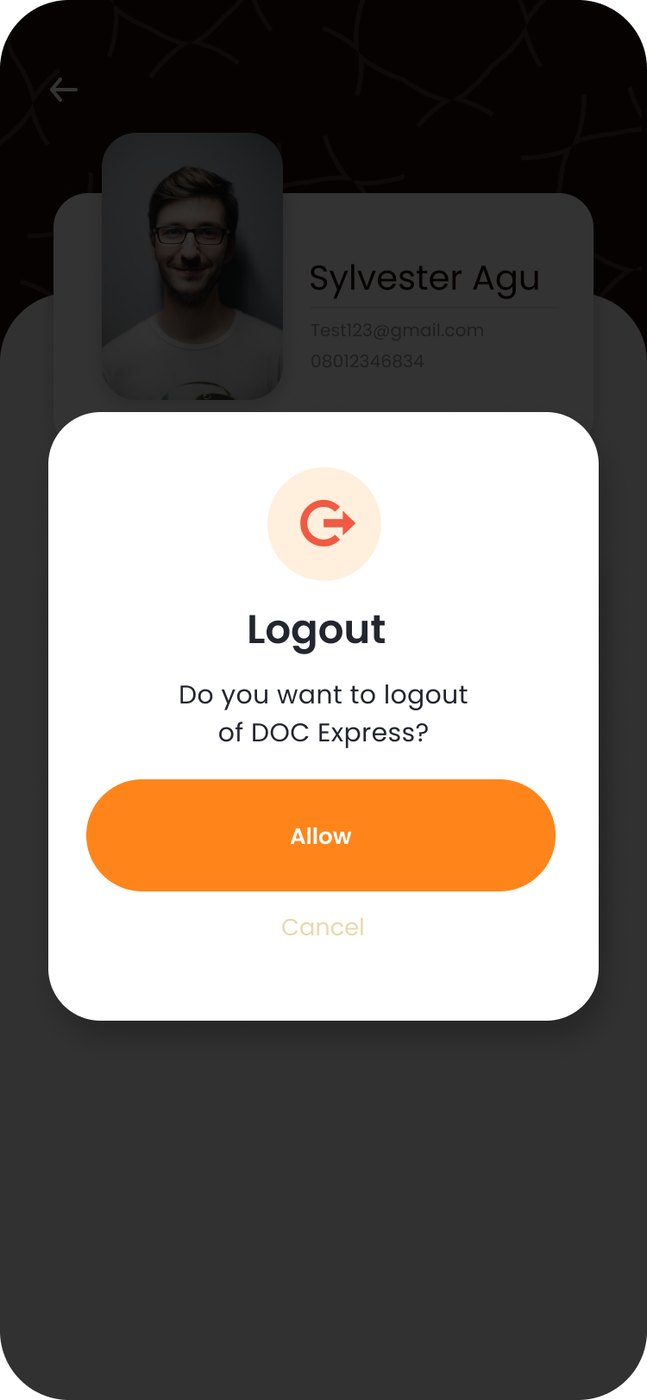 Sylvester Agu
Test123@gmail.com
08012346834
Logout
Do you want to logout
of DOC Express?
Allow
Cancel